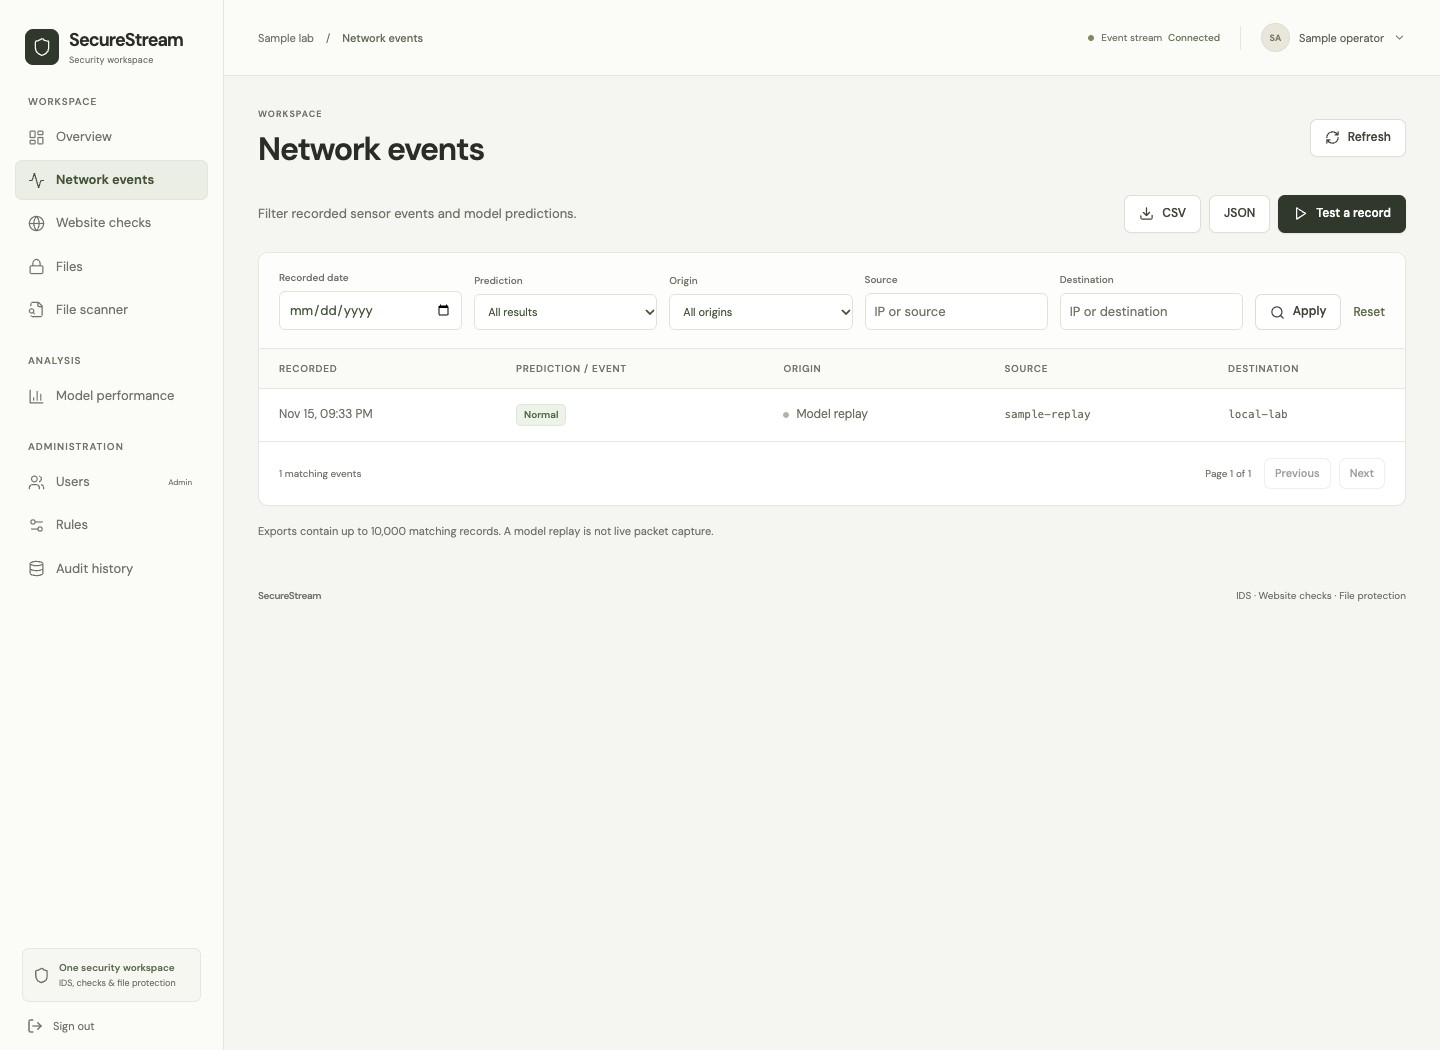 SecureStream
Security workspace
WORKSPACE
Overview
Network events
Website checks
Files
File scanner
ANALYSIS
Model performance
ADMINISTRATION
Users Admin
Rules
Audit history
One security workspace
IDS, checks & file protection
Sign out
Sample lab / Network events
Event stream Connected
SA Sample operator
WORKSPACE
Network events
Refresh
Filter recorded sensor events and model predictions.
CSV JSON Test a record
Recorded date Prediction Origin Source Destination
mm/dd/yyyy All results All origins IP or source IP or destination Apply Reset
RECORDED PREDICTION / EVENT ORIGIN SOURCE DESTINATION
Nov 15, 09:33 PM Normal Model replay sample-replay local-lab
1 matching events Page 1 of 1 Previous Next
Exports contain up to 10,000 matching records. A model replay is not live packet capture.
SecureStream IDS · Website checks · File protection